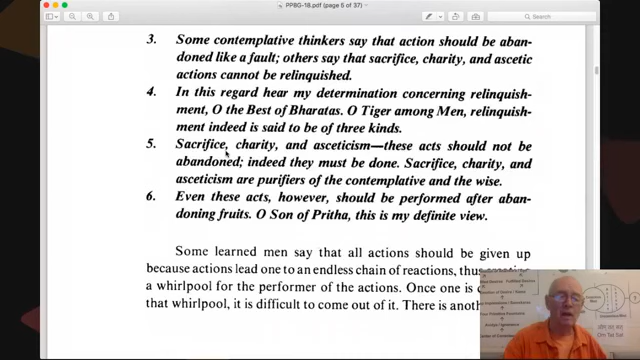 PPBG-18.pdf (page 5 of 37)
Search
3. Some contemplative thinkers say that action should be aban-
doned like a fault; others say that sacrifice, charity, and ascetic
actions cannot be relinquished.
4. In this regard hear my determination concerning relinquish-
ment, O the Best of Bharatas. O Tiger among Men, relinquish-
ment indeed is said to be of three kinds.
5. Sacrifice, charity, and asceticism—these acts should not be
abandoned; indeed they must be done. Sacrifice, charity, and
asceticism are purifiers of the contemplative and the wise.
6. Even these acts, however, should be performed after aban-
doning fruits. O Son of Pritha, this is my definite view.
Some learned men say that all actions should be given up
because actions lead one to an endless chain of reactions, thus
a whirlpool for the performer of the actions. Once one is
that whirlpool, it is difficult to come out of it. There is
Om Tat Sat